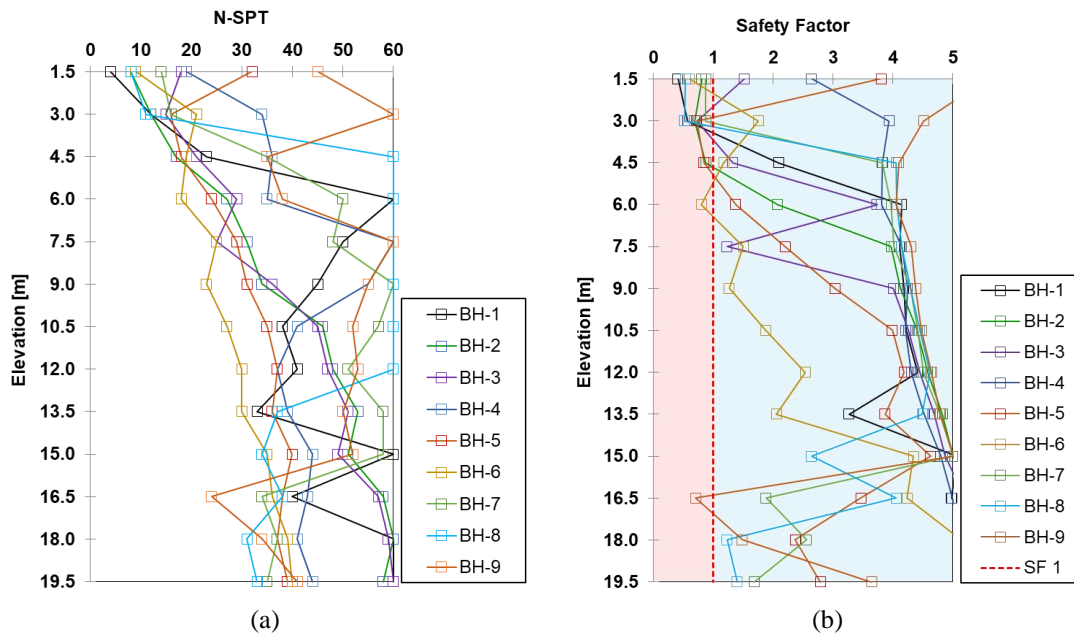 N-SPT
0 10 20 30 40 50 60
1.5
3.0
4.5
6.0
7.5
9.0
10.5
12.0
13.5
15.0
16.5
18.0
19.5
Elevation [m]
BH-1
BH-2
BH-3
BH-4
BH-5
BH-6
BH-7
BH-8
BH-9
(a)
Safety Factor
0 1 2 3 4 5
1.5
3.0
4.5
6.0
7.5
9.0
10.5
12.0
13.5
15.0
16.5
18.0
19.5
Elevation [m]
BH-1
BH-2
BH-3
BH-4
BH-5
BH-6
BH-7
BH-8
BH-9
SF 1
(b)